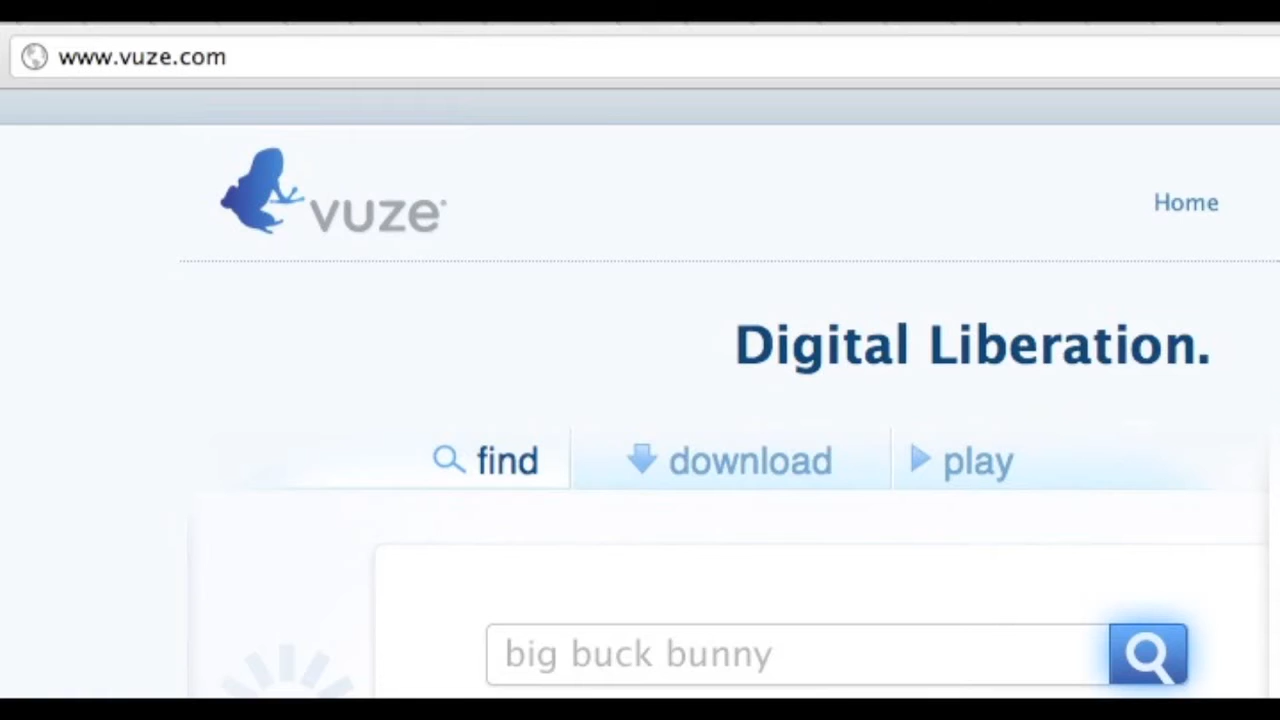 www.vuze.com
vuze
Home
Digital Liberation.
find
download
play
big buck bunny